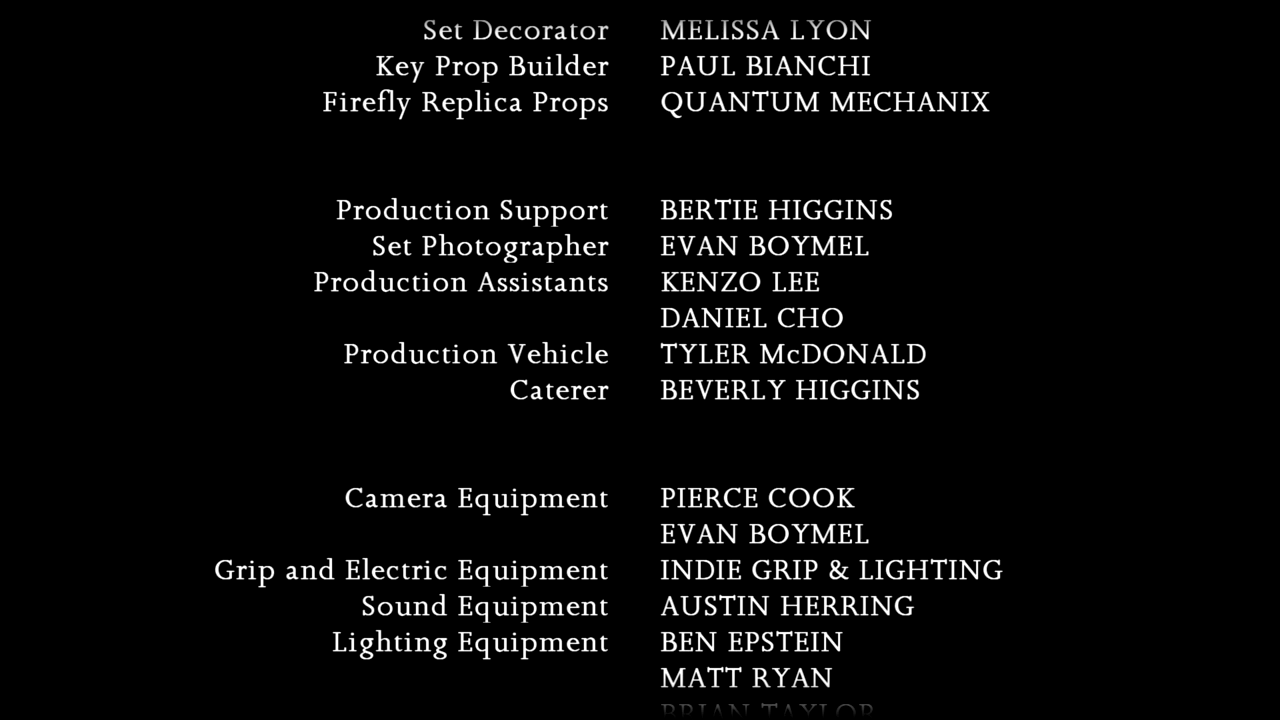 Set Decorator MELISSA LYON
Key Prop Builder PAUL BIANCHI
Firefly Replica Props QUANTUM MECHANIX
Production Support BERTIE HIGGINS
Set Photographer EVAN BOYMEL
Production Assistants KENZO LEE
DANIEL CHO
Production Vehicle TYLER McDONALD
Caterer BEVERLY HIGGINS
Camera Equipment PIERCE COOK
EVAN BOYMEL
Grip and Electric Equipment INDIE GRIP & LIGHTING
Sound Equipment AUSTIN HERRING
Lighting Equipment BEN EPSTEIN
MATT RYAN
BRIAN TAYLOR